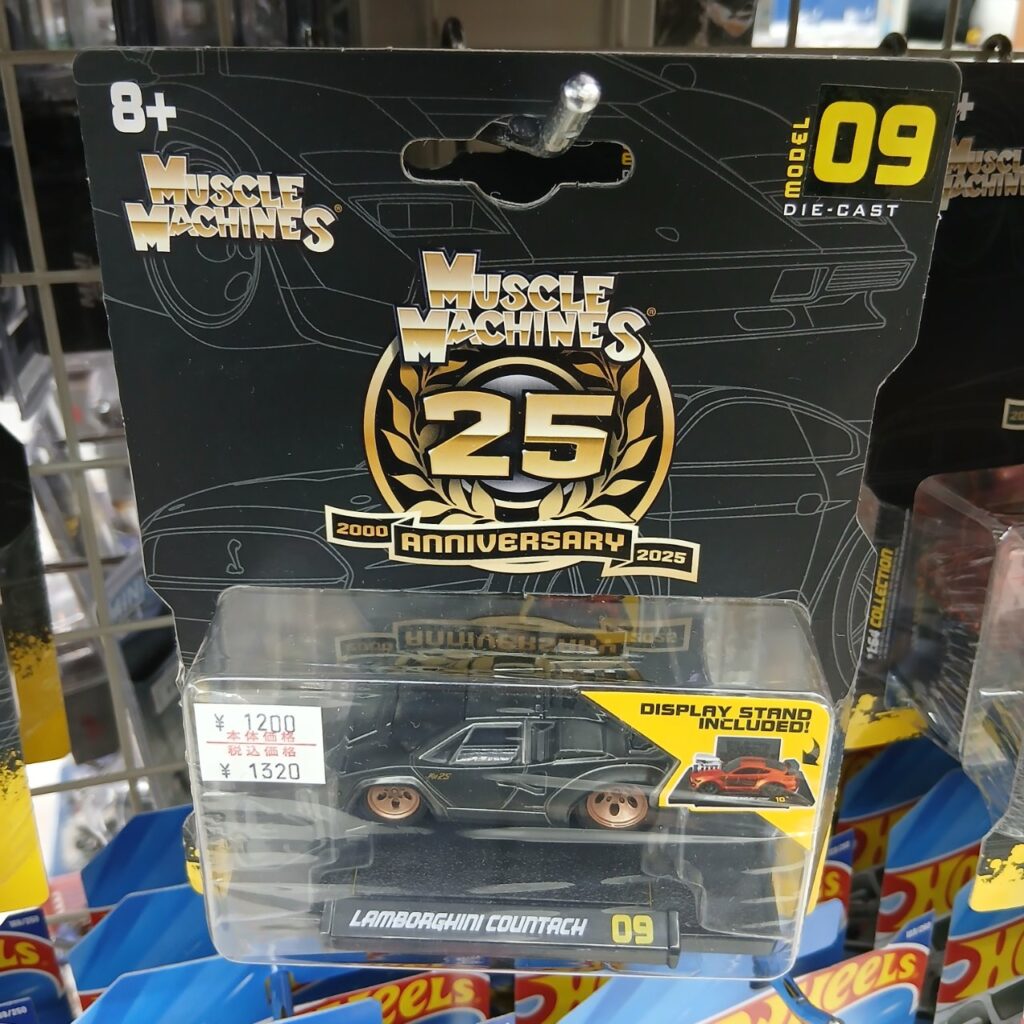 8+
MUSCLE
MACHINES
MODEL
09
DIE-CAST
MUSCLE
MACHINES
25
2000 ANNIVERSARY 2025
1:64 COLLECTION
DISPLAY STAND
INCLUDED!
10
¥ 1200
本体価格
税込価格
¥ 1320
LAMBORGHINI COUNTACH 09